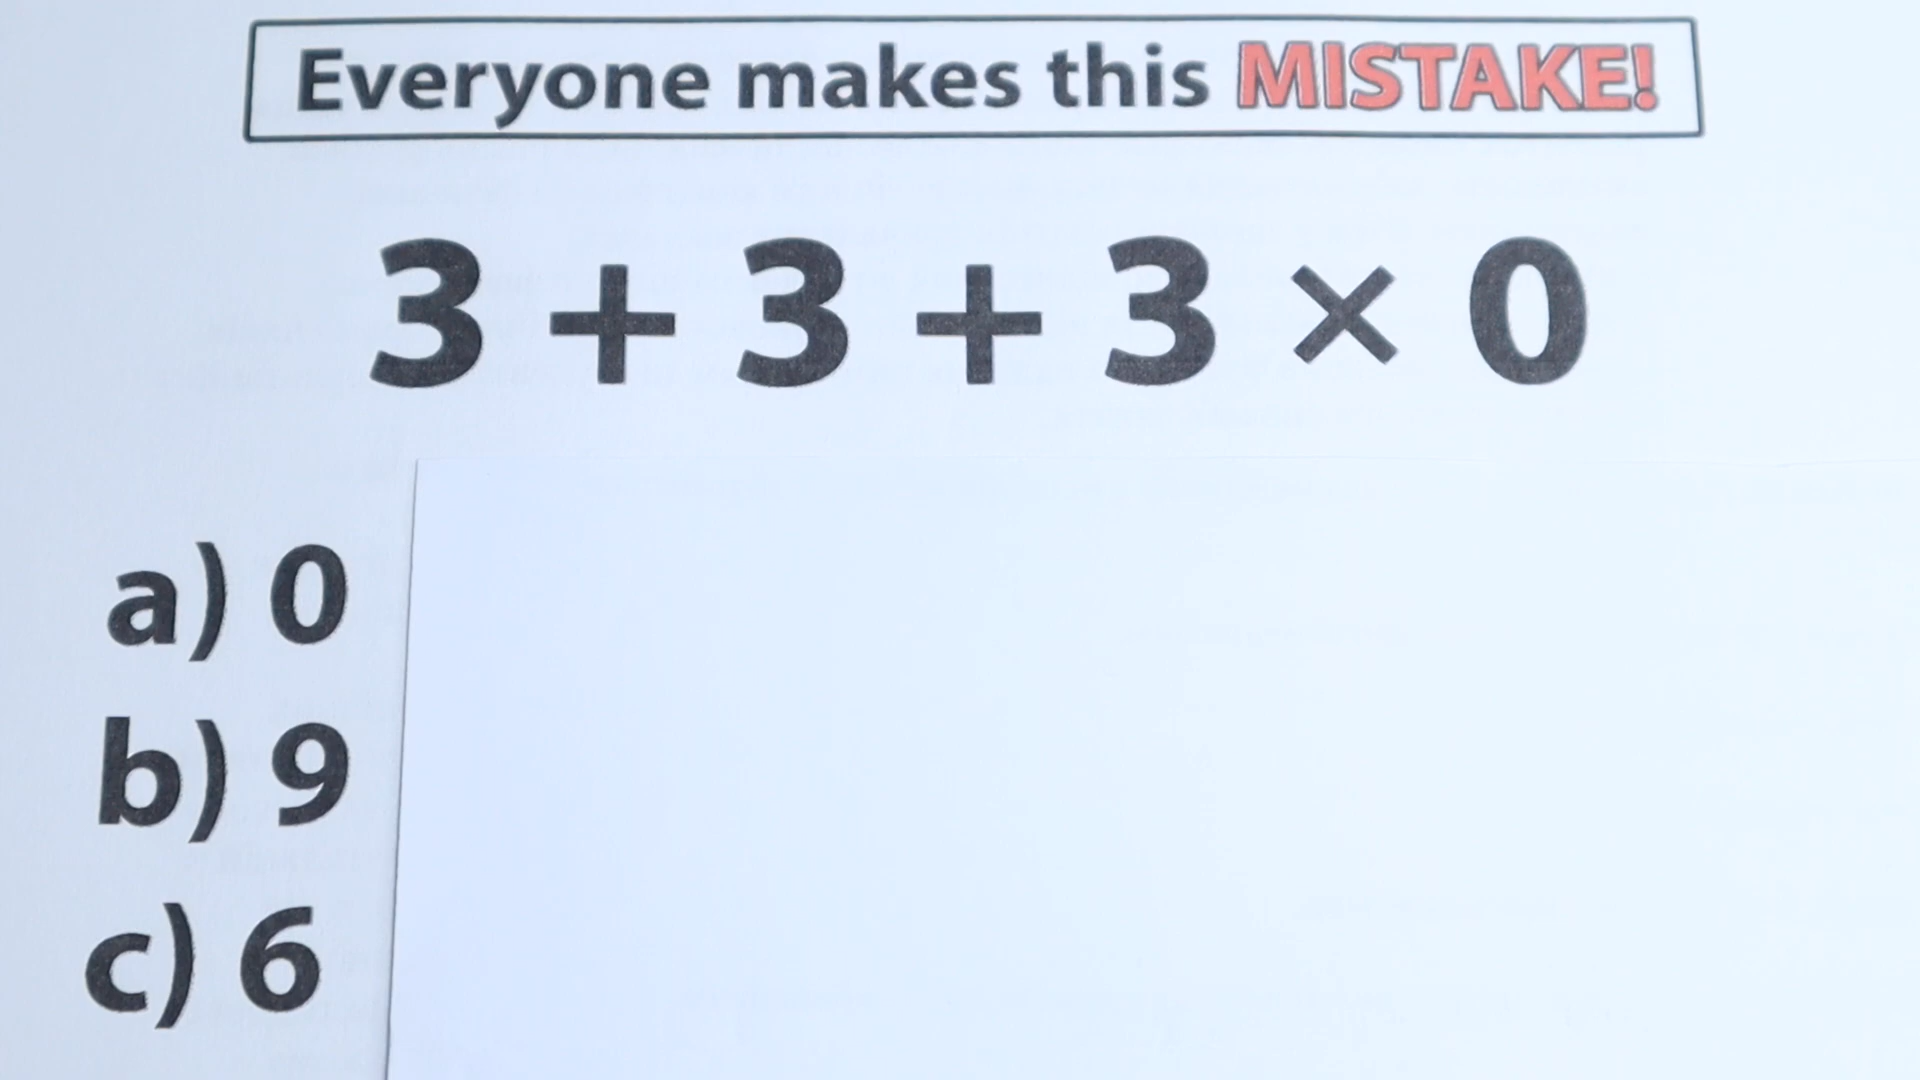 Everyone makes this MISTAKE!
3 + 3 + 3 × 0
a) 0
b) 9
c) 6